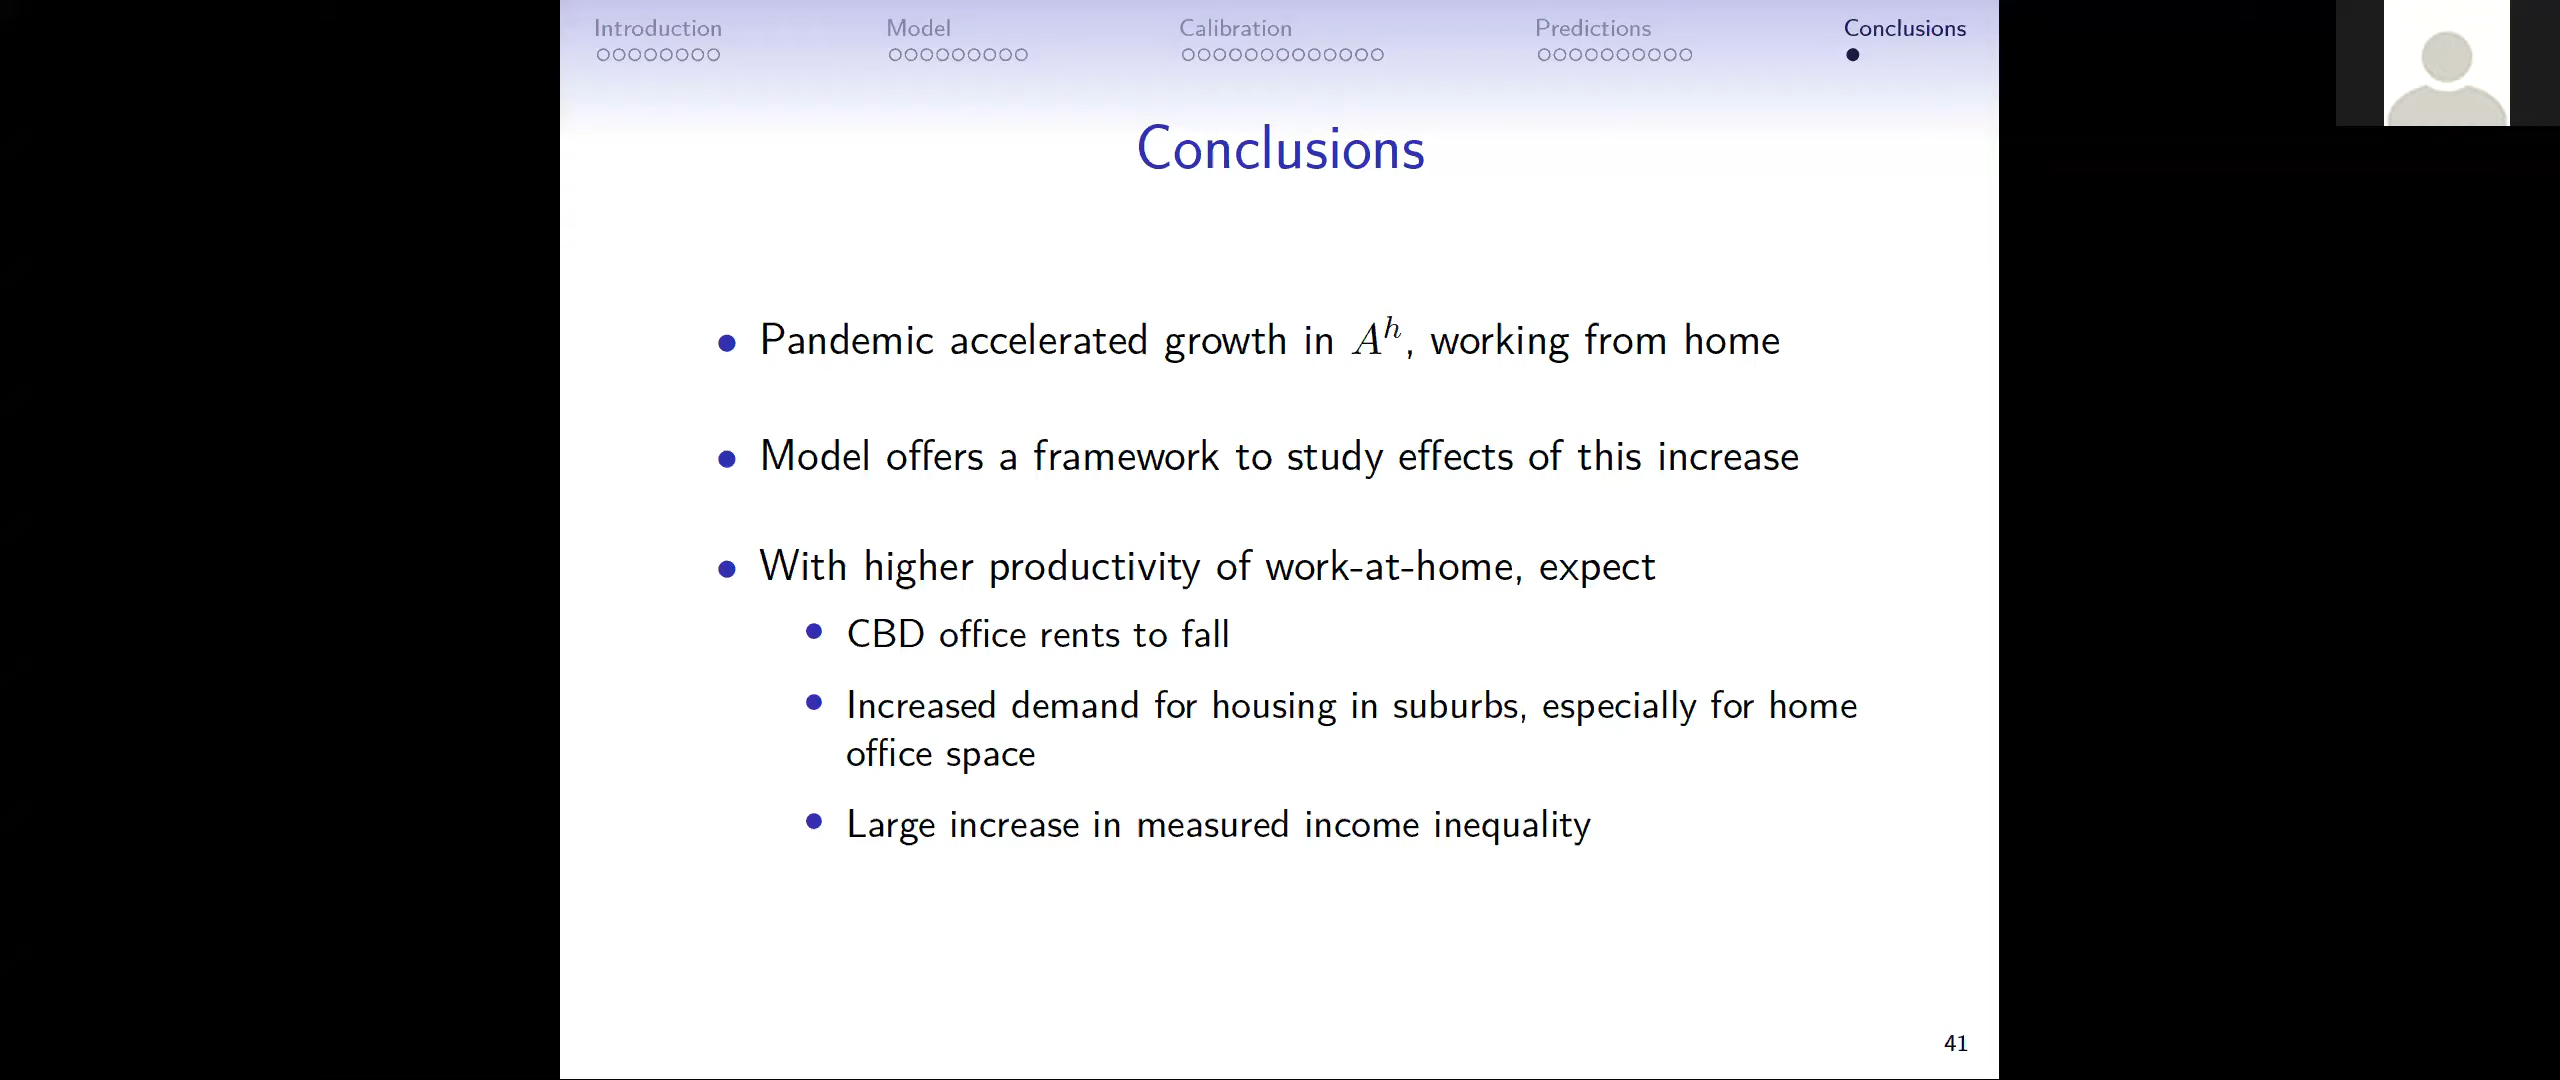 Introduction Model Calibration Predictions Conclusions
Conclusions
• Pandemic accelerated growth in Aʰ, working from home
• Model offers a framework to study effects of this increase
• With higher productivity of work-at-home, expect
• CBD office rents to fall
• Increased demand for housing in suburbs, especially for home
office space
• Large increase in measured income inequality
41